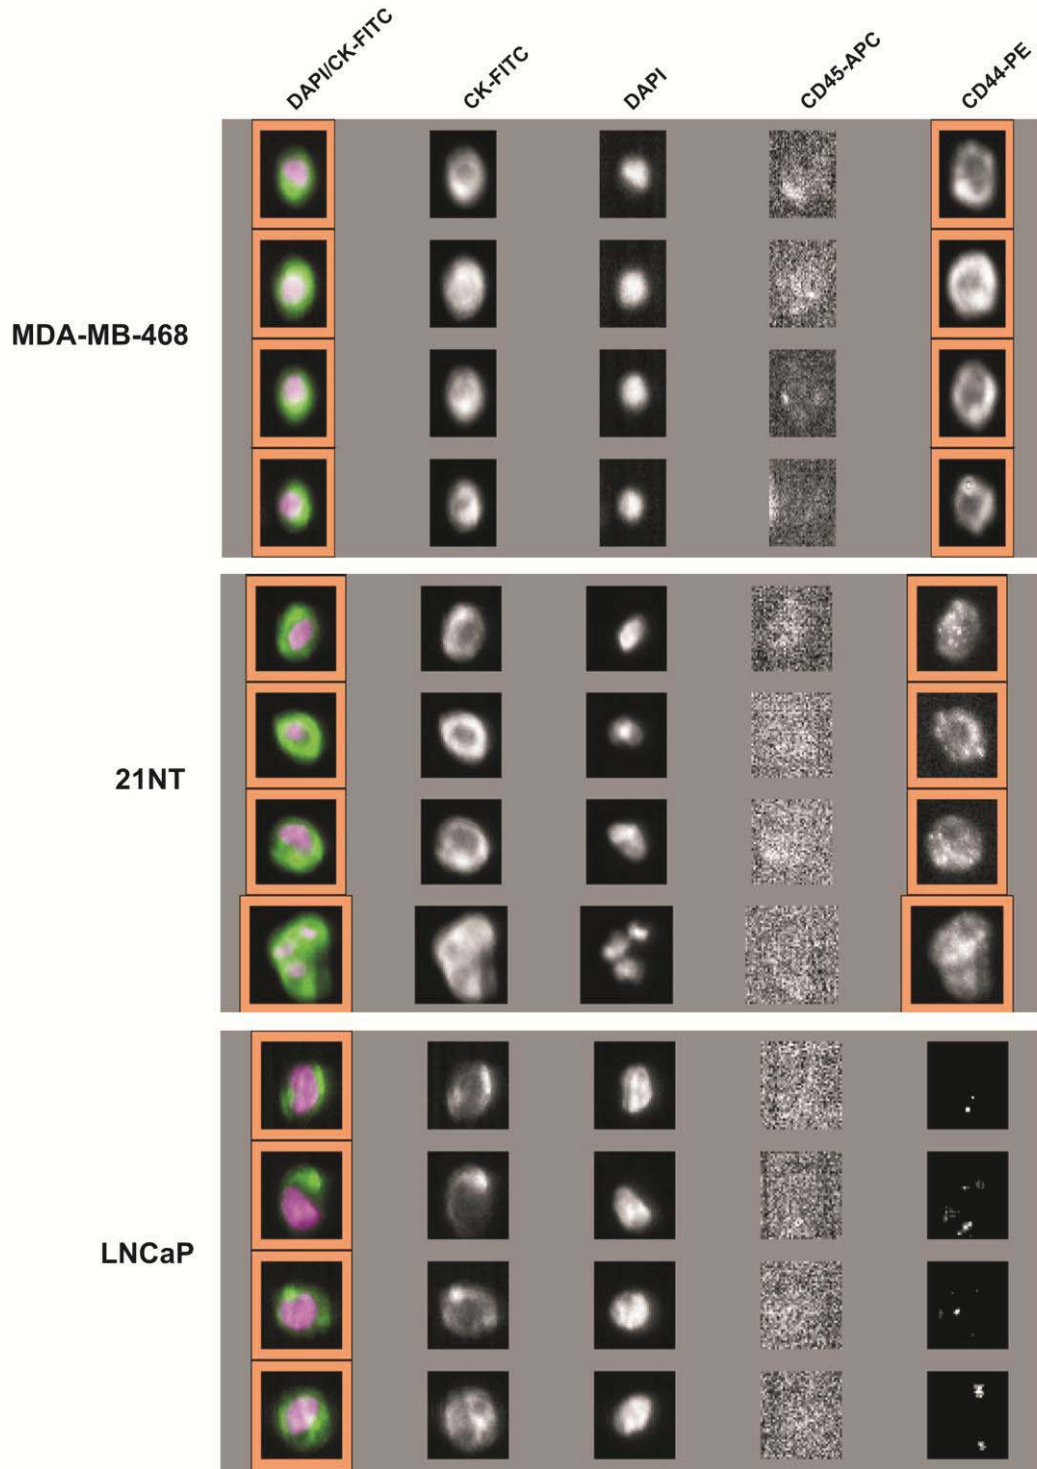 DAPI/CK-FITC
CK-FITC
DAPI
CD45-APC
CD44-PE
MDA-MB-468
21NT
LNCaP